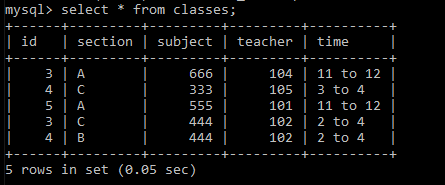 mysql> select * from classes;
+------+---------+---------+---------+----------+
| id | section | subject | teacher | time |
+------+---------+---------+---------+----------+
| 3 | A | 666 | 104 | 11 to 12 |
| 4 | C | 333 | 105 | 3 to 4 |
| 5 | A | 555 | 101 | 11 to 12 |
| 3 | C | 444 | 102 | 2 to 4 |
| 4 | B | 444 | 102 | 2 to 4 |
+------+---------+---------+---------+----------+
5 rows in set (0.05 sec)